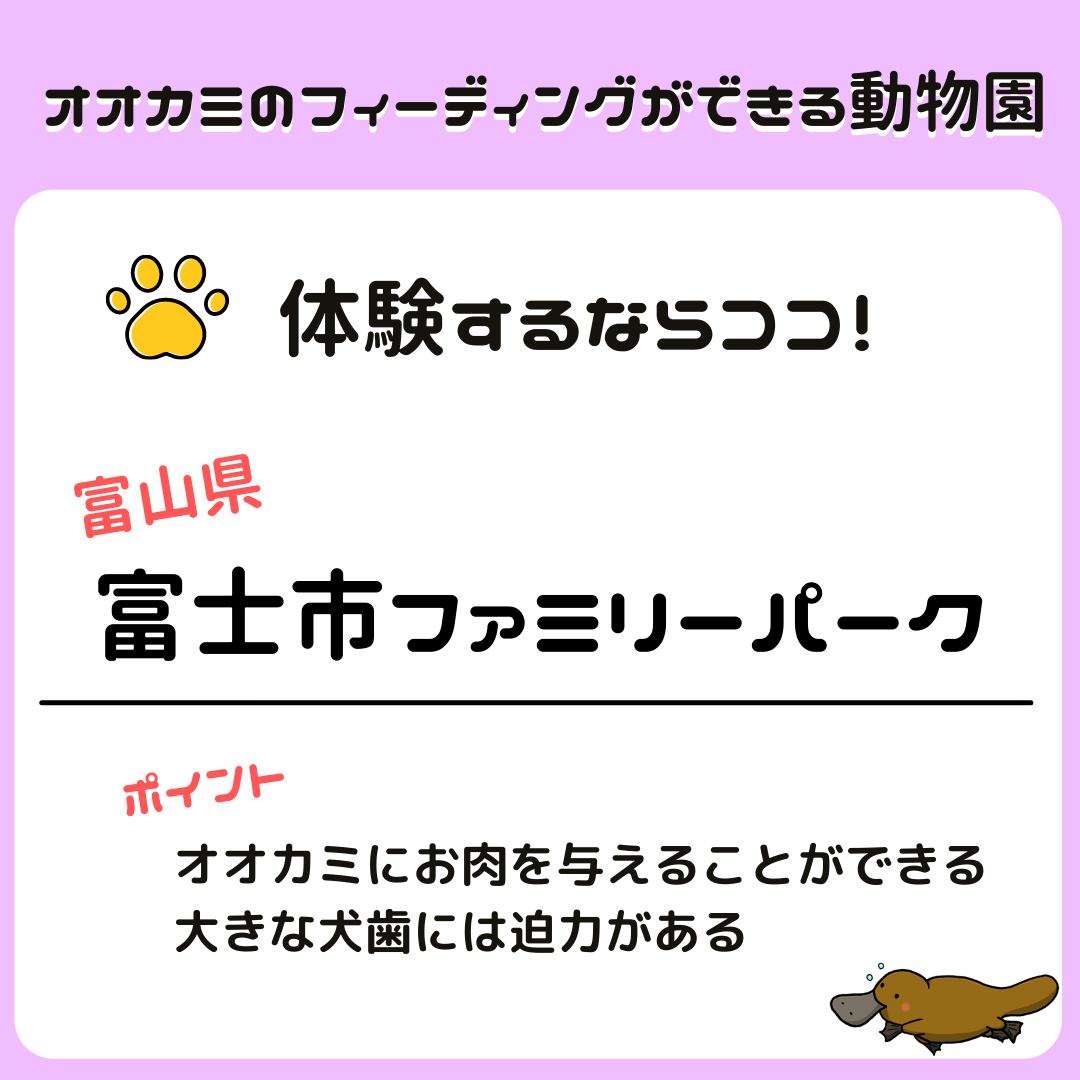 オオカミのフィーディングができる動物園
体験するならココ!
富山県
富士市ファミリーパーク
ポイント
オオカミにお肉を与えることができる
大きな犬歯には迫力がある